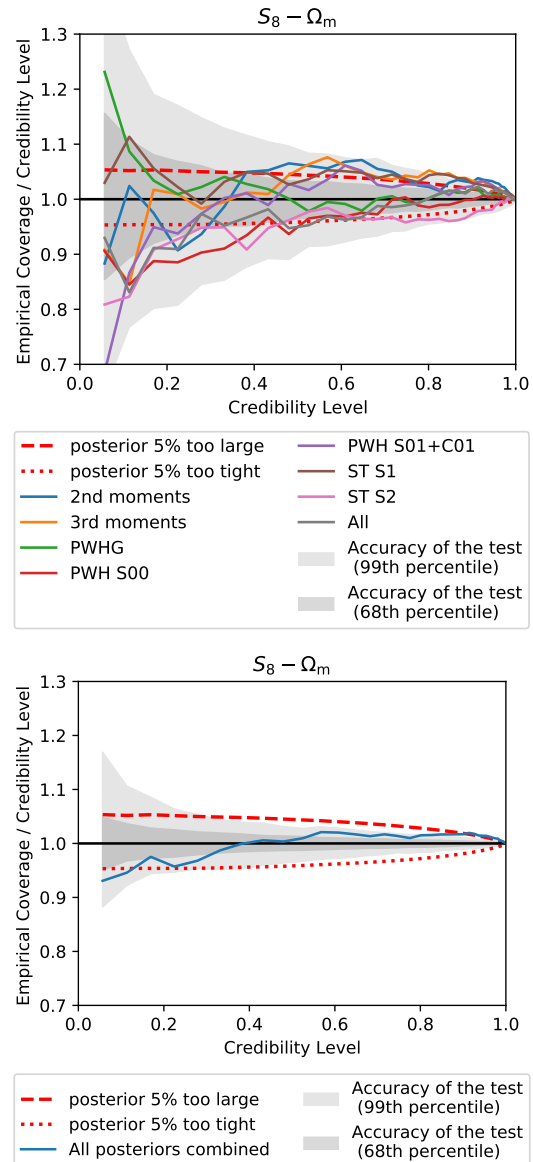 S₈ − Ωₘ
1.3
1.2
1.1
1.0
0.9
0.8
0.7
Empirical Coverage / Credibility Level
0.0 0.2 0.4 0.6 0.8 1.0
Credibility Level
posterior 5% too large
posterior 5% too tight
2nd moments
3rd moments
PWHG
PWH S00
PWH S01+C01
ST S1
ST S2
All
Accuracy of the test
(99th percentile)
Accuracy of the test
(68th percentile)
S₈ − Ωₘ
1.3
1.2
1.1
1.0
0.9
0.8
0.7
Empirical Coverage / Credibility Level
0.0 0.2 0.4 0.6 0.8 1.0
Credibility Level
posterior 5% too large
posterior 5% too tight
All posteriors combined
Accuracy of the test
(99th percentile)
Accuracy of the test
(68th percentile)